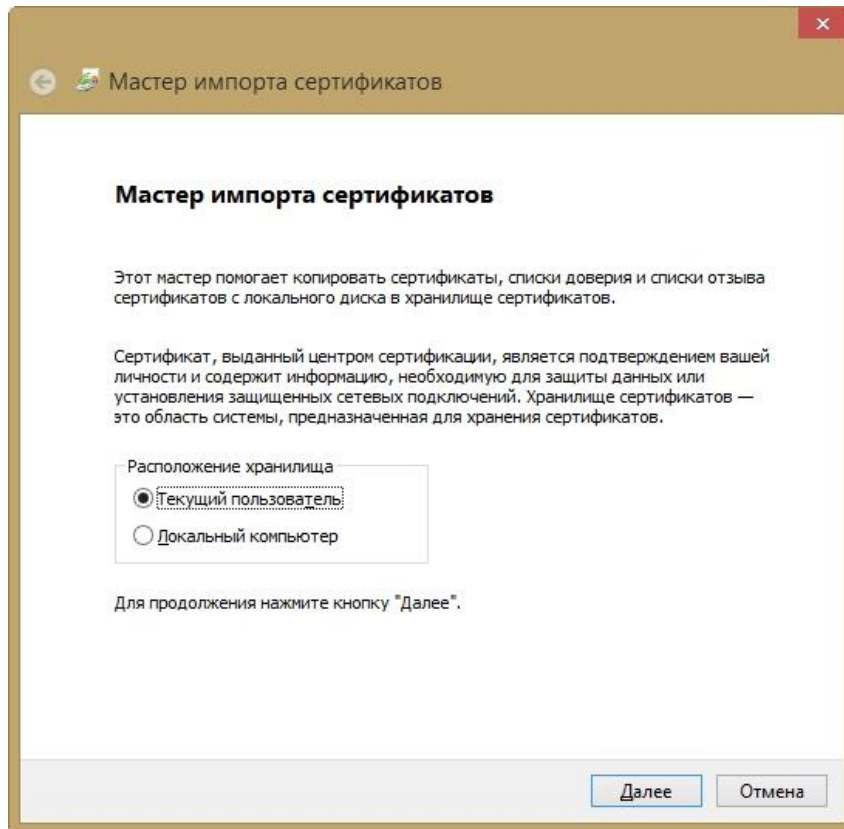 Мастер импорта сертификатов
Мастер импорта сертификатов
Этот мастер помогает копировать сертификаты, списки доверия и списки отзыва
сертификатов с локального диска в хранилище сертификатов.
Сертификат, выданный центром сертификации, является подтверждением вашей
личности и содержит информацию, необходимую для защиты данных или
установления защищенных сетевых подключений. Хранилище сертификатов —
это область системы, предназначенная для хранения сертификатов.
Расположение хранилища
Текущий пользователь
Локальный компьютер
Для продолжения нажмите кнопку "Далее".
Далее Отмена